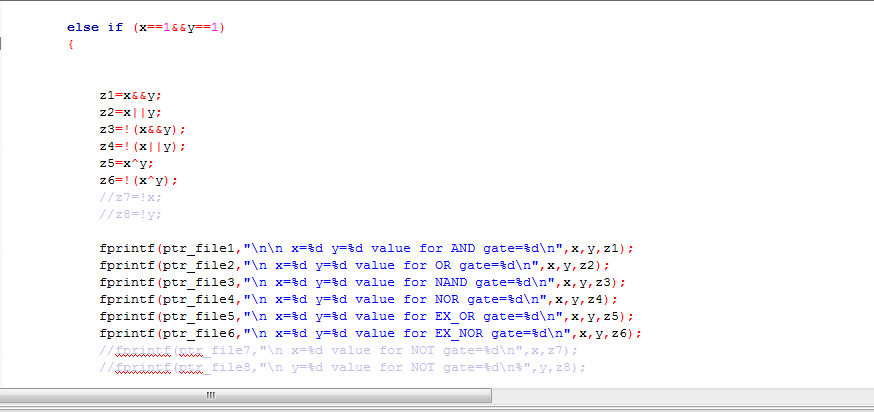 else if (x==1&&y==1)
{
z1=x&&y;
z2=x||y;
z3=!(x&&y);
z4=!(x||y);
z5=x^y;
z6=!(x^y);
//z7=!x;
//z8=!y;
fprintf(ptr_file1,"\n\n x=%d y=%d value for AND gate=%d\n",x,y,z1);
fprintf(ptr_file2,"\n x=%d y=%d value for OR gate=%d\n",x,y,z2);
fprintf(ptr_file3,"\n x=%d y=%d value for NAND gate=%d\n",x,y,z3);
fprintf(ptr_file4,"\n x=%d y=%d value for NOR gate=%d\n",x,y,z4);
fprintf(ptr_file5,"\n x=%d y=%d value for EX_OR gate=%d\n",x,y,z5);
fprintf(ptr_file6,"\n x=%d y=%d value for EX_NOR gate=%d\n",x,y,z6);
//fprintf(ptr_file7,"\n x=%d value for NOT gate=%d\n",x,z7);
//fprintf(ptr_file8,"\n y=%d value for NOT gate=%d\n%",y,z8);